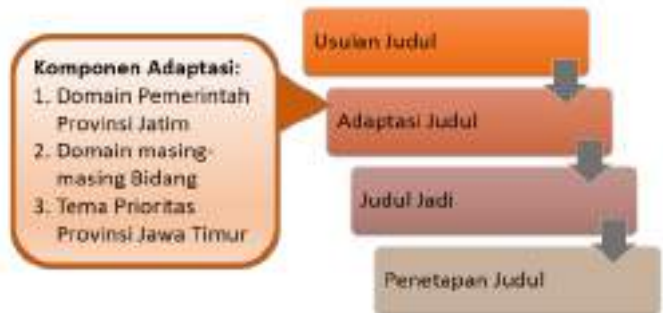 Komponen Adaptasi:
1. Domain Pemerintah
Provinsi Jatim
2. Domain masing-
masing Bidang
3. Tema Prioritas
Provinsi Jawa Timur
Usulan Judul
Adaptasi Judul
Judul Jadi
Penetapan Judul